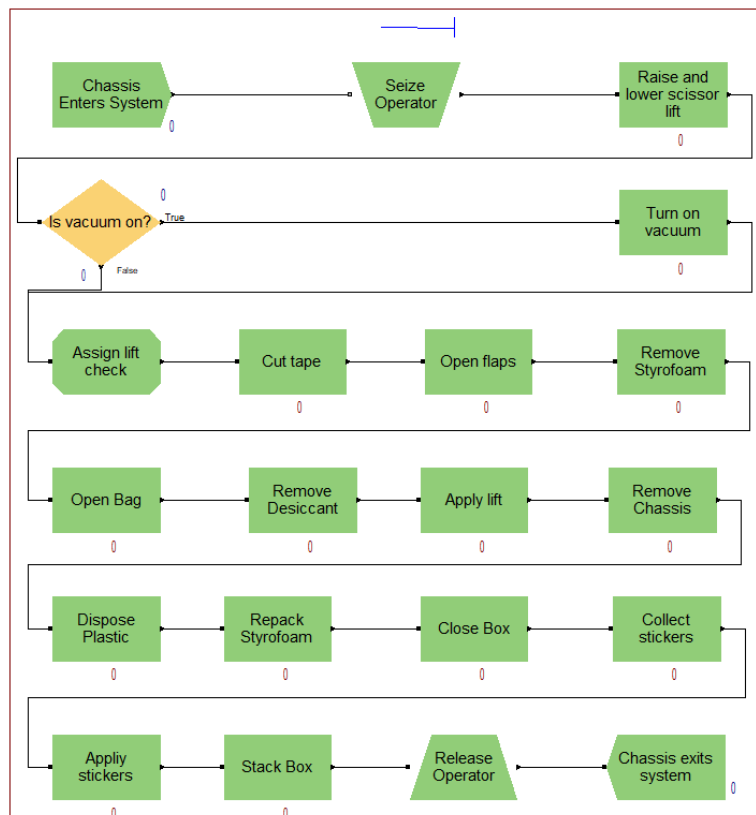 Chassis
Enters System
Seize
Operator
Raise and
lower scissor
lift
0
0
0
Is vacuum on?
True
Turn on
vacuum
0
False
0
Assign lift
check
Cut tape
Open flaps
Remove
Styrofoam
0
0
0
Open Bag
Remove
Desiccant
Apply lift
Remove
Chassis
0
0
0
0
Dispose
Plastic
Repack
Styrofoam
Close Box
Collect
stickers
0
0
0
0
Appliy
stickers
Stack Box
Release
Operator
Chassis exits
system
0
0
0